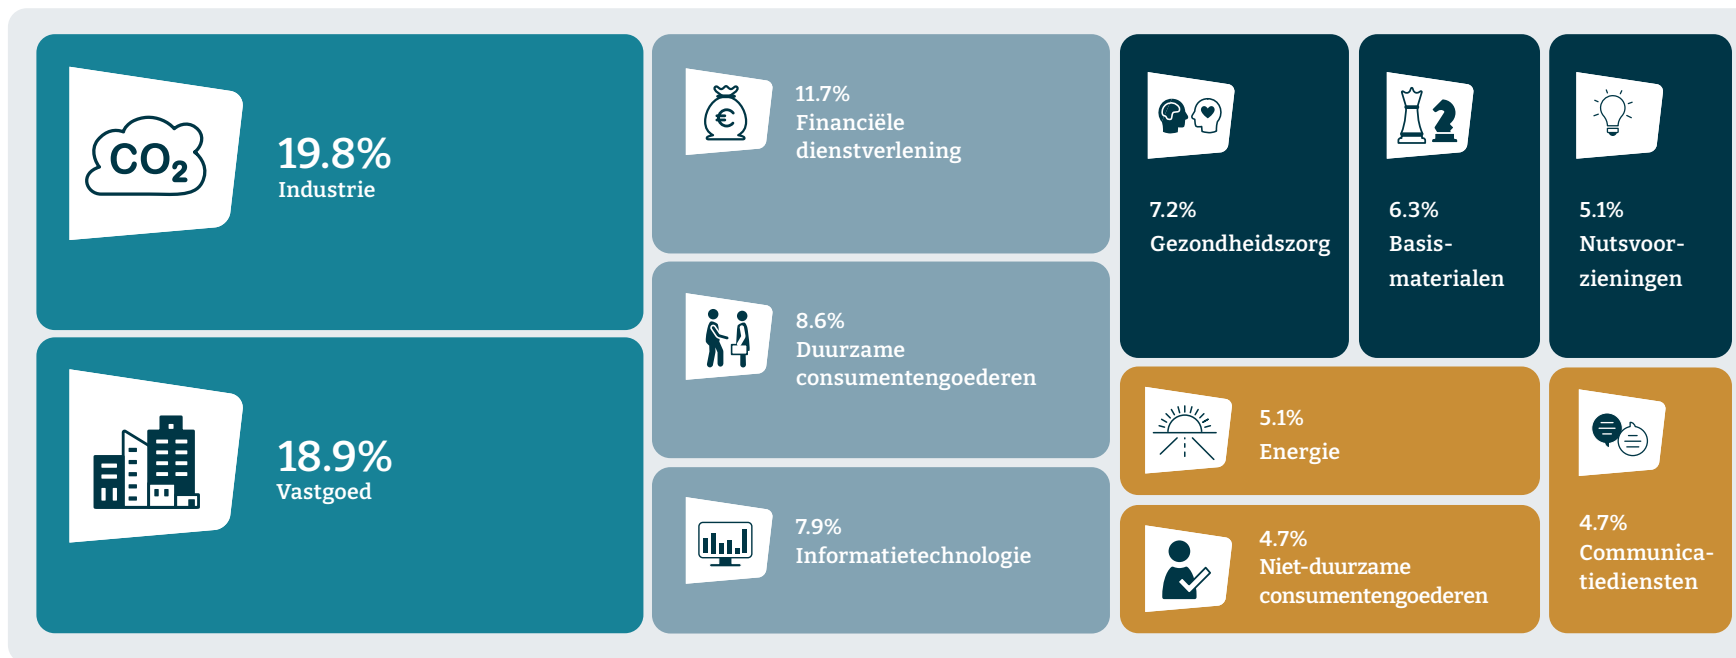 CO2
19.8%
Industrie
18.9%
Vastgoed
€
11.7%
Financiële
dienstverlening
8.6%
Duurzame
consumentengoederen
7.9%
Informatietechnologie
7.2%
Gezondheidszorg
6.3%
Basis-
materialen
5.1%
Nutsvoor-
zieningen
5.1%
Energie
4.7%
Niet-duurzame
consumentengoederen
4.7%
Communica-
tiediensten